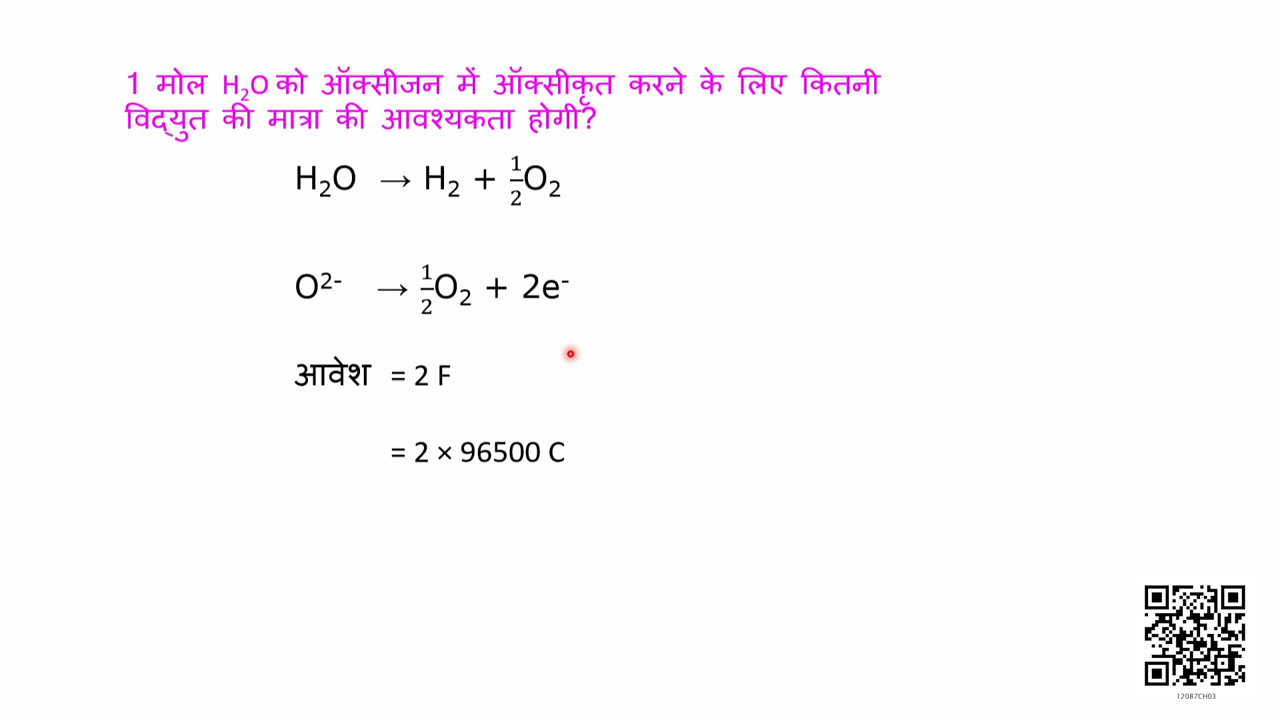 1 मोल H₂O को ऑक्सीजन में ऑक्सीकृत करने के लिए कितनी
विद्युत की मात्रा की आवश्यकता होगी?
H₂O → H₂ + ½O₂
O²⁻ → ½O₂ + 2e⁻
आवेश = 2 F
= 2 × 96500 C
12087CH03